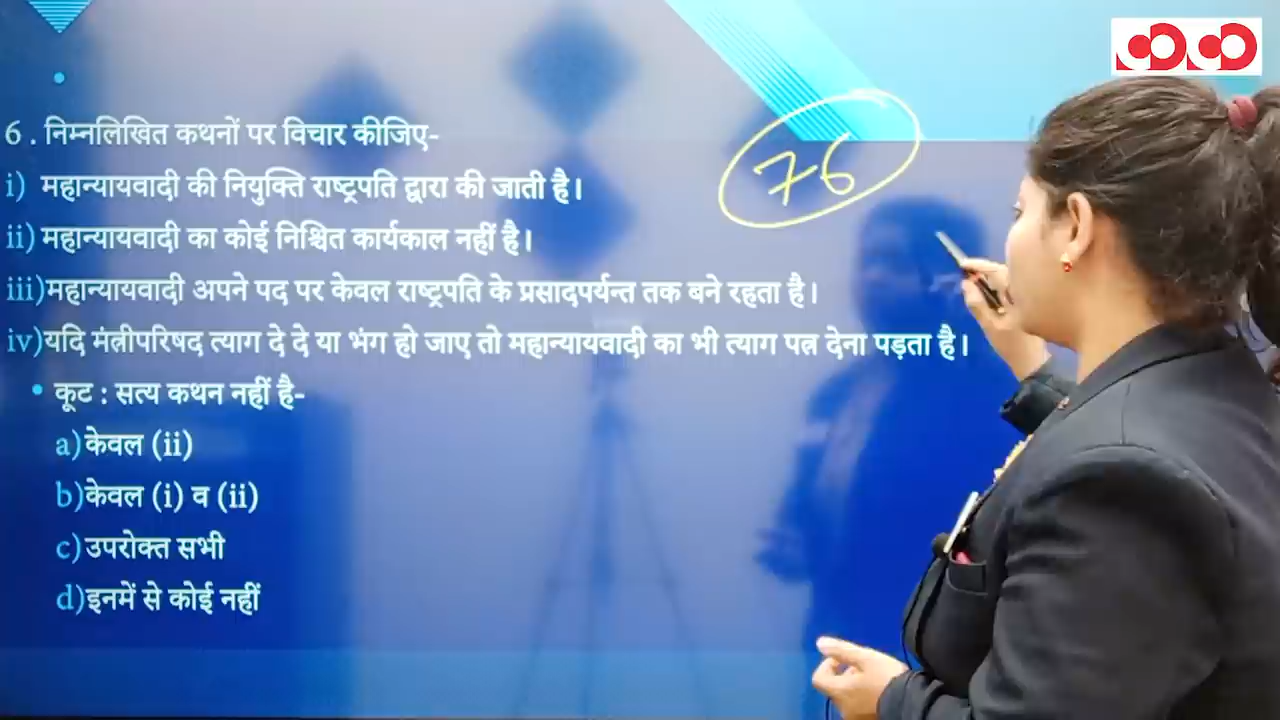 6 . निम्नलिखित कथनों पर विचार कीजिए-
76
i) महान्यायवादी की नियुक्ति राष्ट्रपति द्वारा की जाती है।
ii) महान्यायवादी का कोई निश्चित कार्यकाल नहीं है।
iii)महान्यायवादी अपने पद पर केवल राष्ट्रपति के प्रसादपर्यन्त तक बने रहता है।
iv)यदि मंत्रीपरिषद त्याग दे दे या भंग हो जाए तो महान्यायवादी का भी त्याग पत्र देना पड़ता है।
• कूट : सत्य कथन नहीं है-
a)केवल (ii)
b)केवल (i) व (ii)
c)उपरोक्त सभी
d)इनमें से कोई नहीं